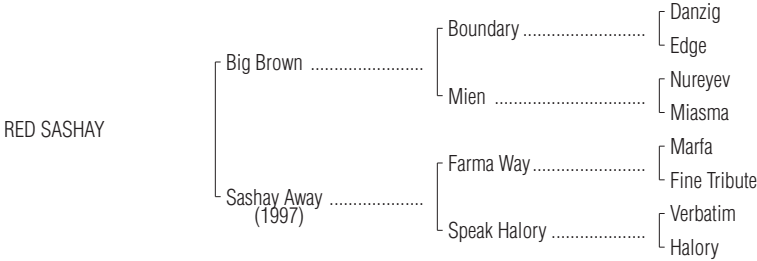 Danzig
Boundary ..........................
Edge
Big Brown ........................
Nureyev
Mien ................................
Miasma
RED SASHAY
Marfa
Farma Way ........................
Fine Tribute
Sashay Away ....................
(1997)
Verbatim
Speak Halory ....................
Halory